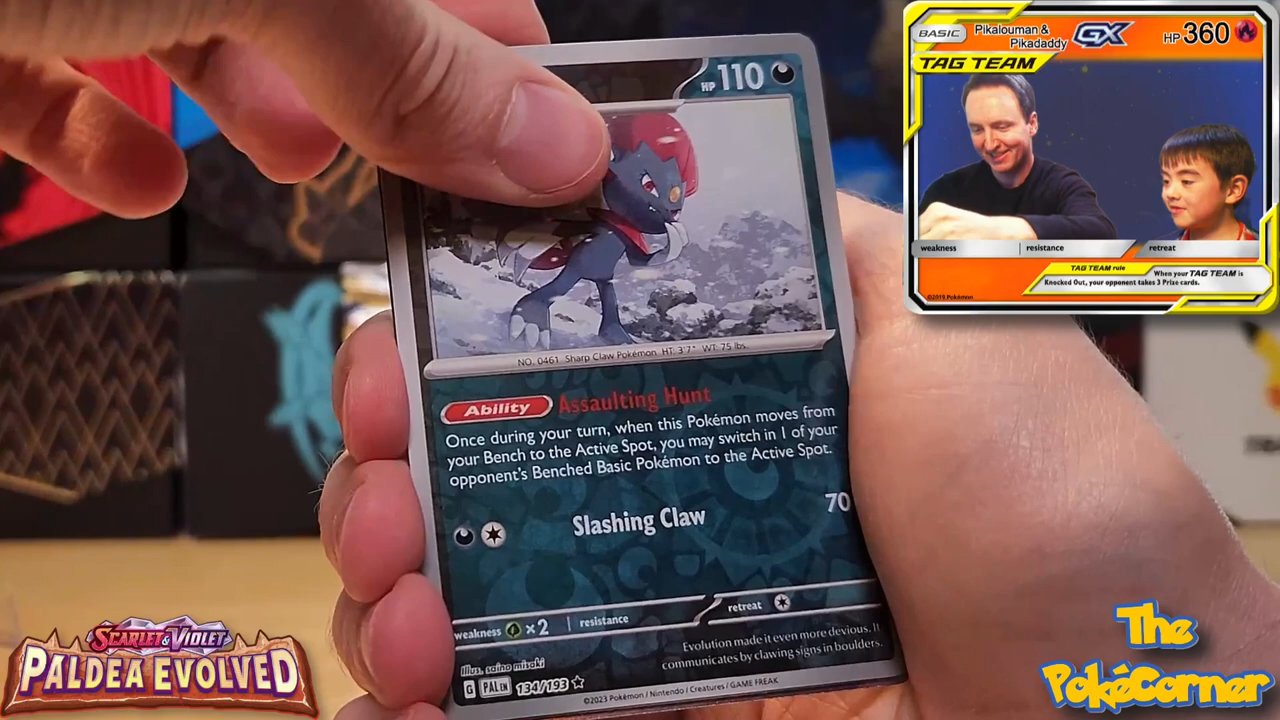 HP 110
NO. 0461 Sharp Claw Pokémon HT: 3'7" WT: 75 lbs.
Ability Assaulting Hunt
Once during your turn, when this Pokémon moves from
your Bench to the Active Spot, you may switch in 1 of your
opponent's Benched Basic Pokémon to the Active Spot.
Slashing Claw 70
weakness ×2 resistance
retreat
Evolution made it even more devious. It
communicates by clawing signs in boulders.
Illus. saino misaki
G PAL EN 134/193
©2023 Pokémon / Nintendo / Creatures / GAME FREAK
BASIC Pikalouman &
Pikadaddy GX HP 360
TAG TEAM
weakness resistance retreat
TAG TEAM rule When your TAG TEAM is
Knocked Out, your opponent takes 3 Prize cards.
©2019 Pokémon
SCARLET & VIOLET
PALDEA EVOLVED
The
PokéCorner